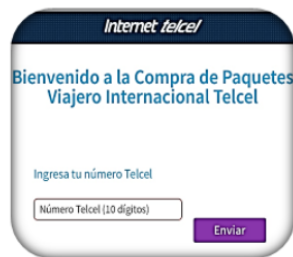 Internet telcel
Bienvenido a la Compra de Paquetes
Viajero Internacional Telcel
Ingresa tu número Telcel
Número Telcel (10 dígitos)
Enviar